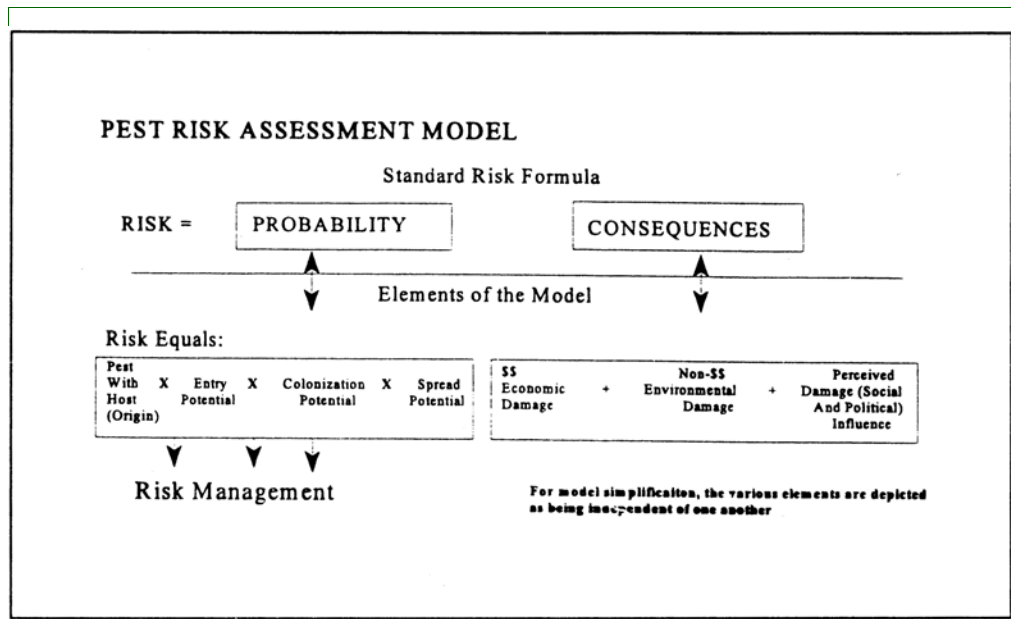 PEST RISK ASSESSMENT MODEL
Standard Risk Formula
RISK = PROBABILITY CONSEQUENCES
Elements of the Model
Risk Equals:
Pest
With X Entry X Colonization X Spread
Host Potential Potential Potential
(Origin)
$$ Non-$$ Perceived
Economic + Environmental + Damage (Social
Damage Damage And Political)
Influence
Risk Management
For model simplificaiton, the various elements are depicted
as being independent of one another